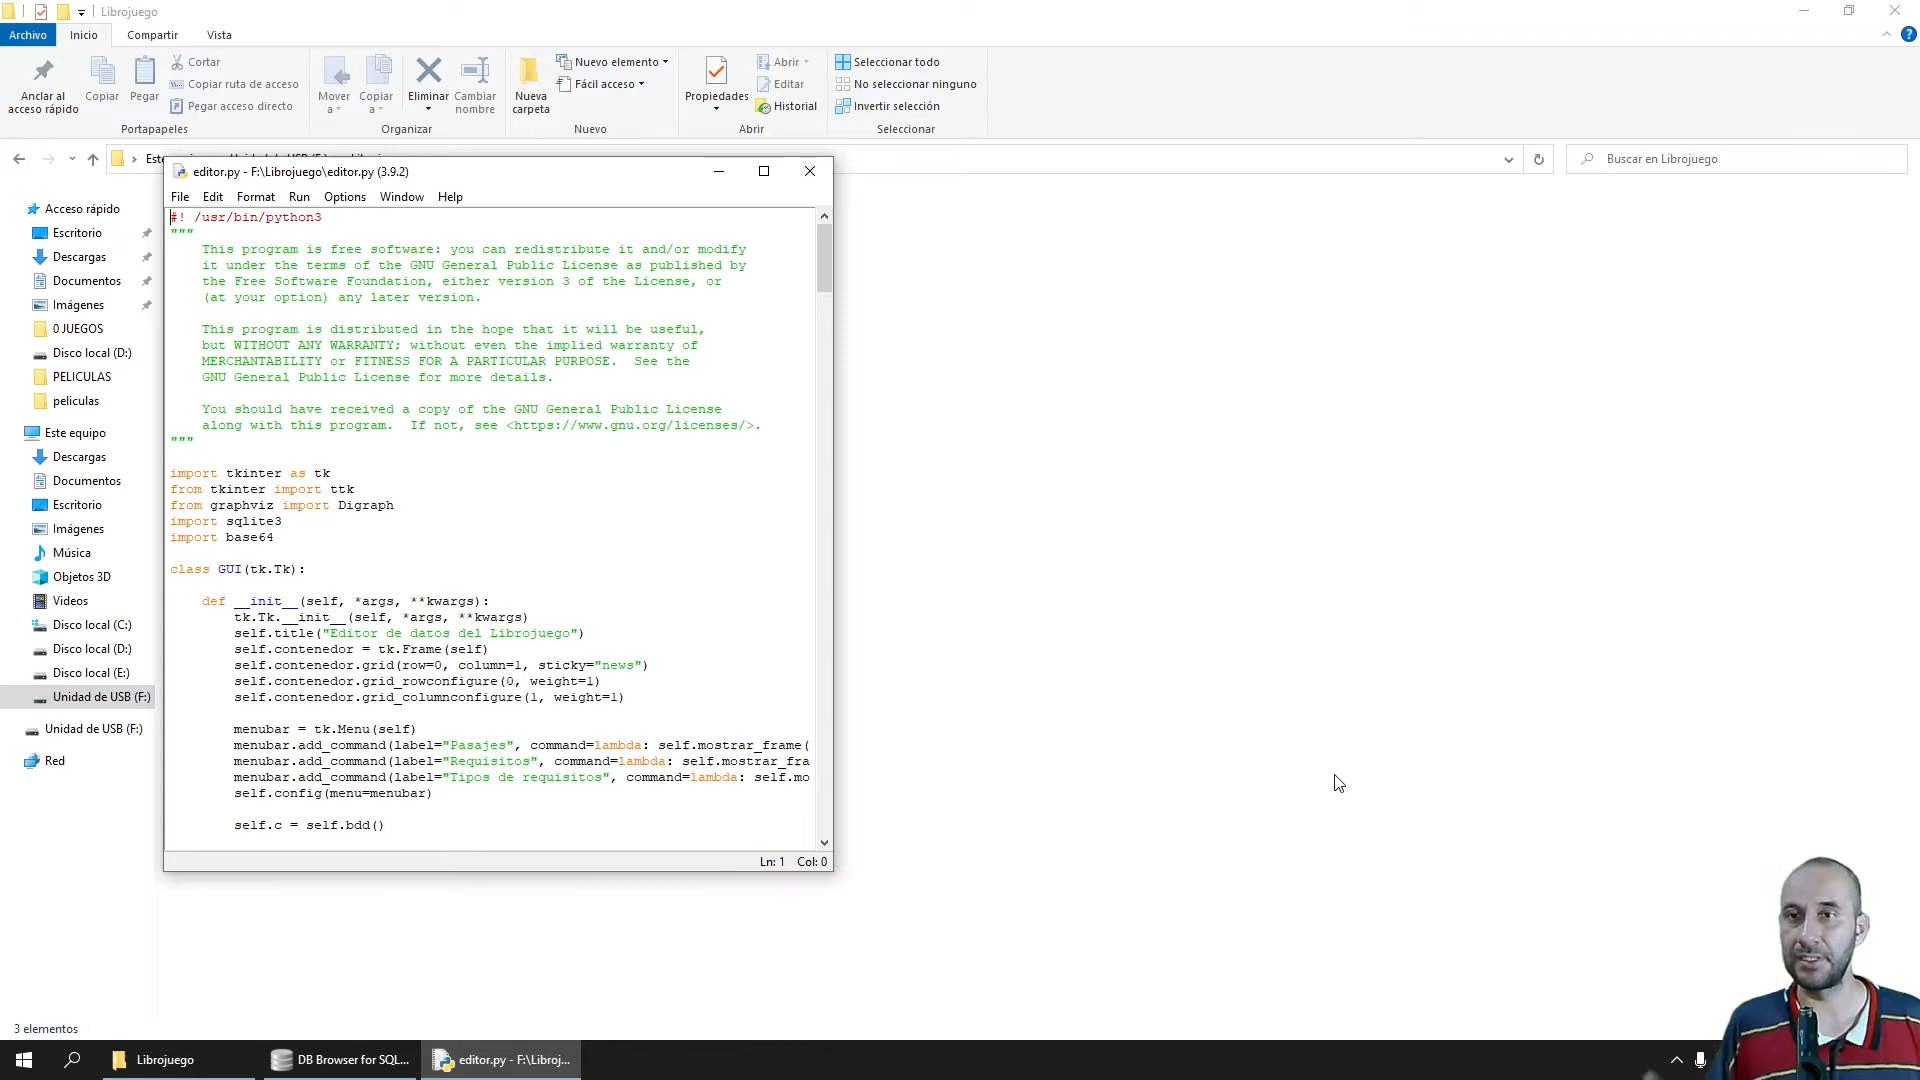 Librojuego
Archivo
Inicio
Compartir
Vista
Anclar al
acceso rápido
Copiar
Pegar
Cortar
Copiar ruta de acceso
Pegar acceso directo
Portapapeles
Mover
a
Copiar
a
Eliminar
Cambiar
nombre
Organizar
Nueva
carpeta
Nuevo elemento
Fácil acceso
Nuevo
Propiedades
Abrir
Editar
Historial
Abrir
Seleccionar todo
No seleccionar ninguno
Invertir selección
Seleccionar
Buscar en Librojuego
Acceso rápido
Escritorio
Descargas
Documentos
Imágenes
0 JUEGOS
Disco local (D:)
PELICULAS
peliculas
Este equipo
Descargas
Documentos
Escritorio
Imágenes
Música
Objetos 3D
Videos
Disco local (C:)
Disco local (D:)
Disco local (E:)
Unidad de USB (F:)
Unidad de USB (F:)
Red
3 elementos
editor.py - F:\Librojuego\editor.py (3.9.2)
File Edit Format Run Options Window Help
#! /usr/bin/python3
"""
This program is free software: you can redistribute it and/or modify
it under the terms of the GNU General Public License as published by
the Free Software Foundation, either version 3 of the License, or
(at your option) any later version.
This program is distributed in the hope that it will be useful,
but WITHOUT ANY WARRANTY; without even the implied warranty of
MERCHANTABILITY or FITNESS FOR A PARTICULAR PURPOSE.  See the
GNU General Public License for more details.
You should have received a copy of the GNU General Public License
along with this program.  If not, see <https://www.gnu.org/licenses/>.
"""
import tkinter as tk
from tkinter import ttk
from graphviz import Digraph
import sqlite3
import base64
class GUI(tk.Tk):
def __init__(self, *args, **kwargs):
tk.Tk.__init__(self, *args, **kwargs)
self.title("Editor de datos del Librojuego")
self.contenedor = tk.Frame(self)
self.contenedor.grid(row=0, column=1, sticky="news")
self.contenedor.grid_rowconfigure(0, weight=1)
self.contenedor.grid_columnconfigure(1, weight=1)
menubar = tk.Menu(self)
menubar.add_command(label="Pasajes", command=lambda: self.mostrar_frame(
menubar.add_command(label="Requisitos", command=lambda: self.mostrar_fra
menubar.add_command(label="Tipos de requisitos", command=lambda: self.mo
self.config(menu=menubar)
self.c = self.bdd()
Ln: 1 Col: 0
Librojuego
DB Browser for SQL...
editor.py - F:\Libroj...